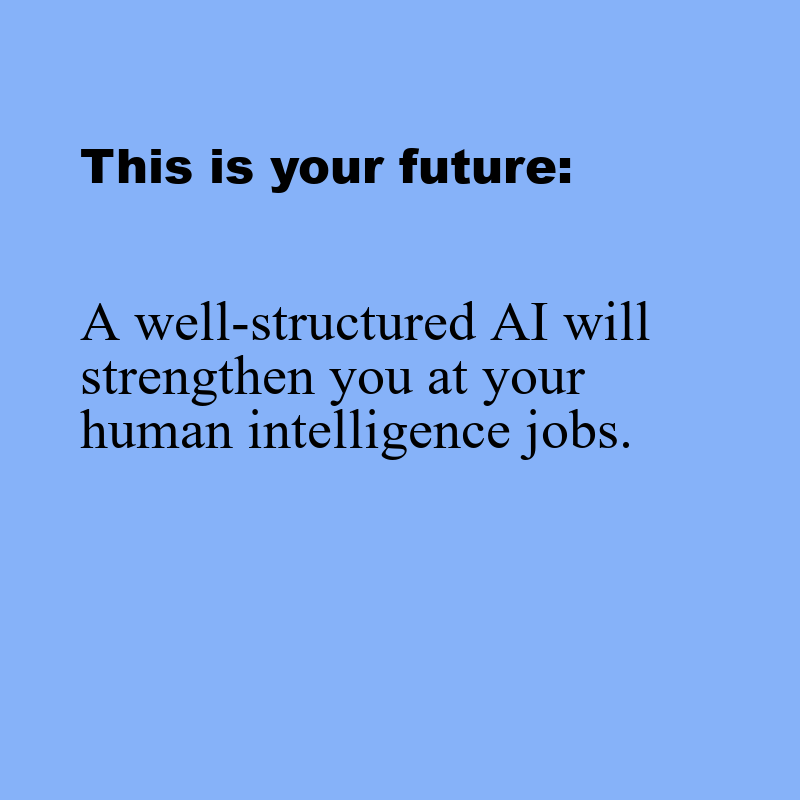 This is your future:
A well-structured AI will
strengthen you at your
human intelligence jobs.